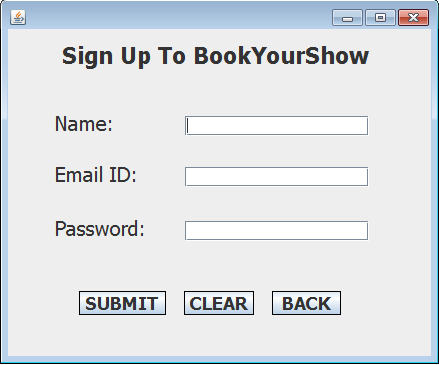 Sign Up To BookYourShow
Name:
Email ID:
Password:
SUBMIT CLEAR BACK